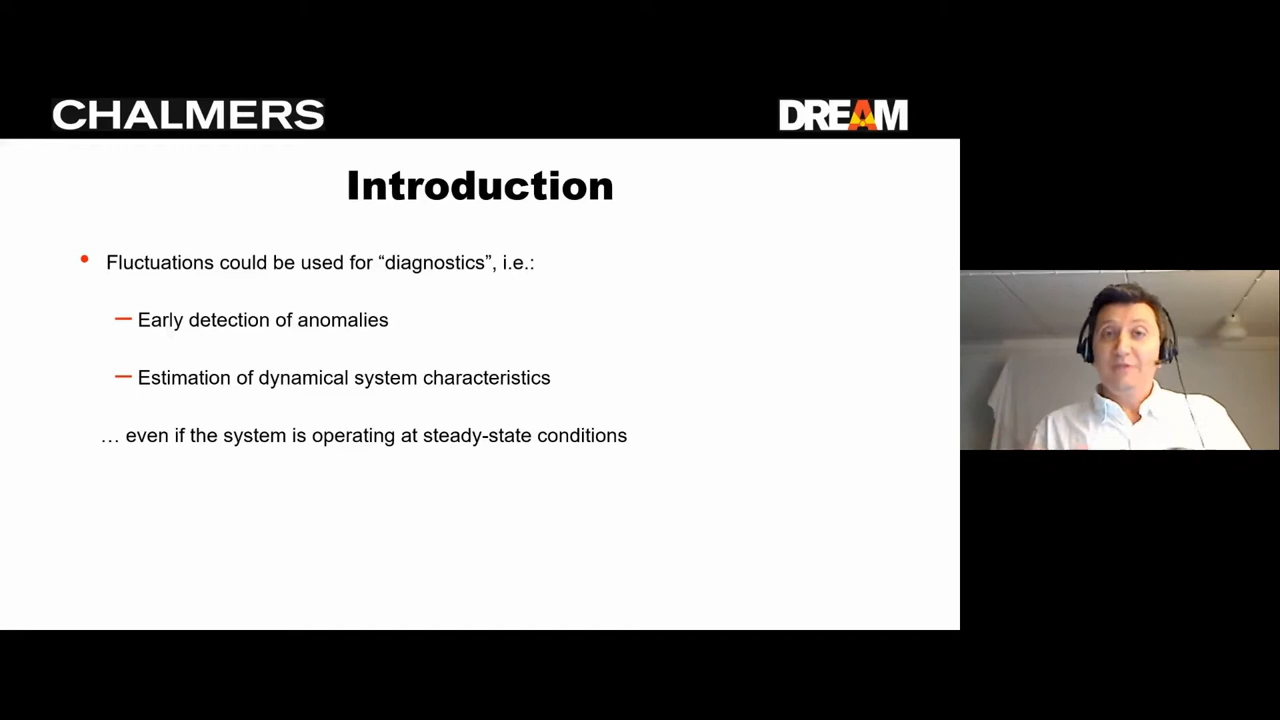 CHALMERS
DREAM
Introduction
• Fluctuations could be used for “diagnostics”, i.e.:
— Early detection of anomalies
— Estimation of dynamical system characteristics
… even if the system is operating at steady-state conditions